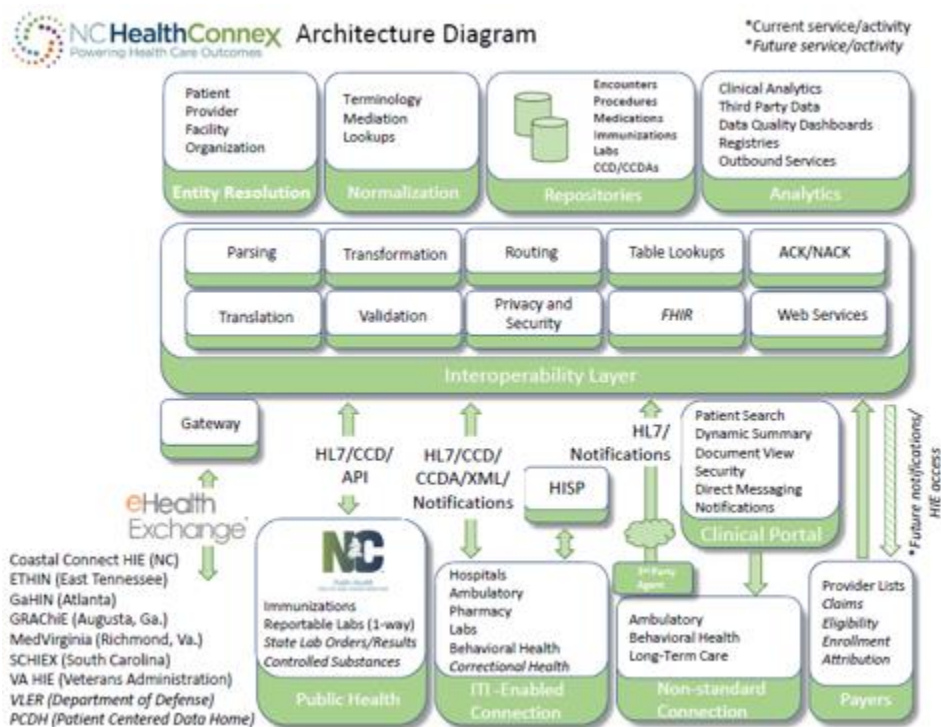 NCHealthConnex Architecture Diagram
Powering Health Care Outcomes
*Current service/activity
*Future service/activity
Patient
Provider
Facility
Organization
Entity Resolution
Terminology
Mediation
Lookups
Normalization
Encounters
Procedures
Medications
Immunizations
Labs
CCD/CCDAs
Repositories
Clinical Analytics
Third Party Data
Data Quality Dashboards
Registries
Outbound Services
Analytics
Parsing
Transformation
Routing
Table Lookups
ACK/NACK
Translation
Validation
Privacy and
Security
FHIR
Web Services
Interoperability Layer
Gateway
eHealth
Exchange
HL7/CCD/
API
HL7/CCD/
CCDA/XML/
Notifications
HISP
HL7/
Notifications
Patient Search
Dynamic Summary
Document View
Security
Direct Messaging
Notifications
Clinical Portal
*Future notifications/
HIE access
Coastal Connect HIE (NC)
ETHIN (East Tennessee)
GaHIN (Atlanta)
GRAChiE (Augusta, Ga.)
MedVirginia (Richmond, Va.)
SCHIEX (South Carolina)
VA HIE (Veterans Administration)
VLER (Department of Defense)
PCDH (Patient Centered Data Home)
Public Health
Immunizations
Reportable Labs (1-way)
State Lab Orders/Results
Controlled Substances
Public Health
Hospitals
Ambulatory
Pharmacy
Labs
Behavioral Health
Correctional Health
ITI -Enabled
Connection
3rd Party
Agent
Ambulatory
Behavioral Health
Long-Term Care
Non-standard
Connection
Provider Lists
Claims
Eligibility
Enrollment
Attribution
Payers